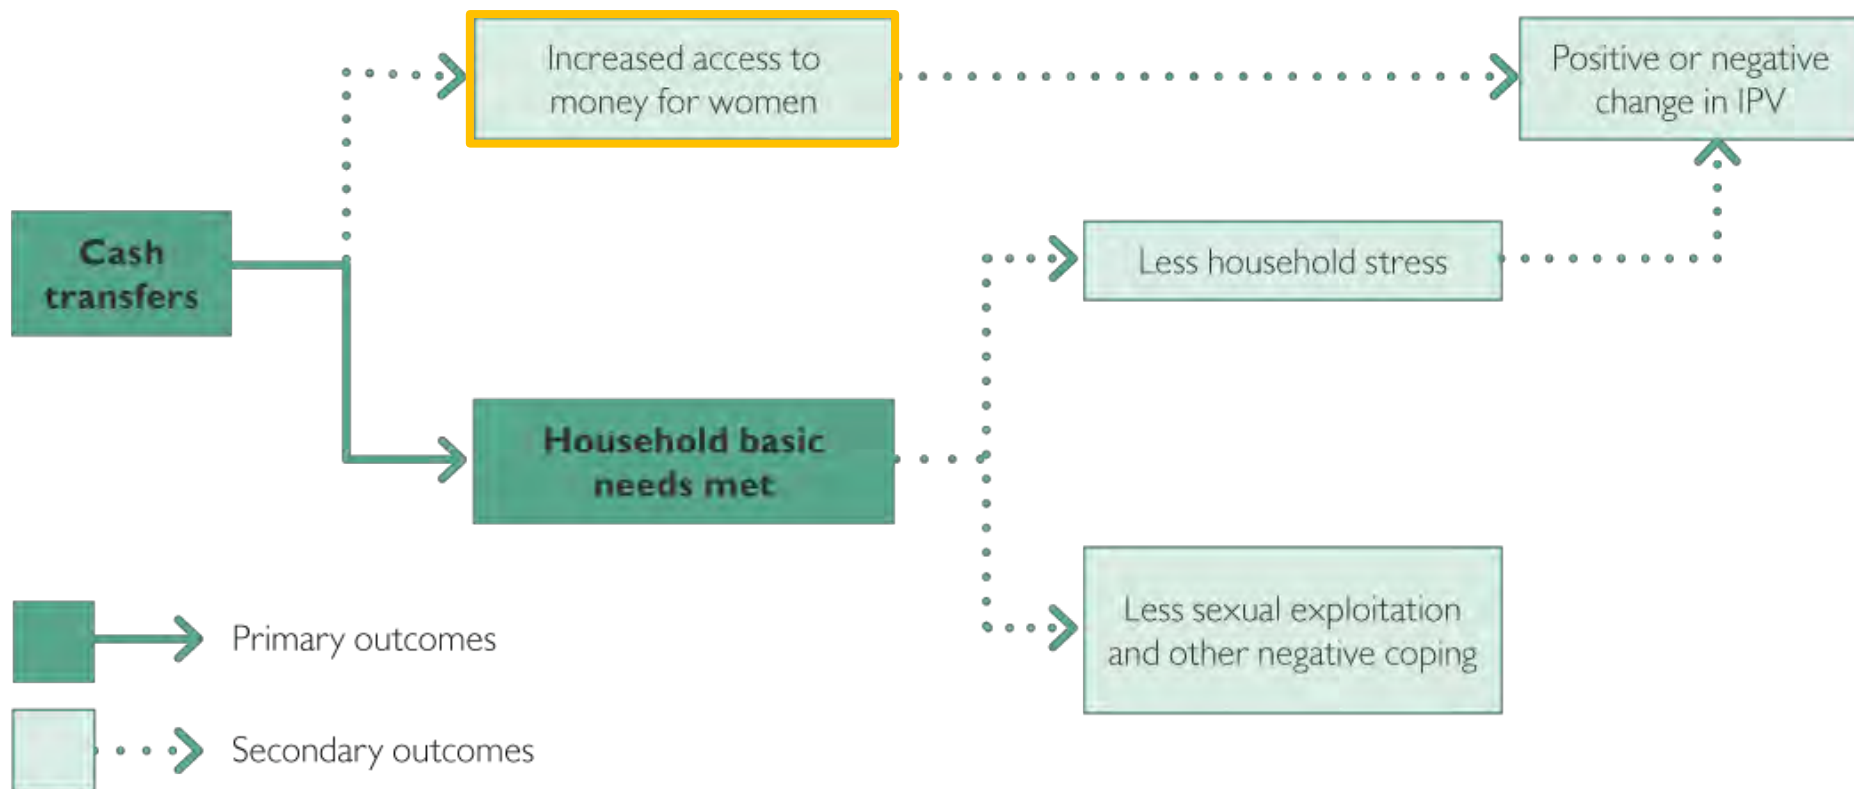 Increased access to
money for women
Positive or negative
change in IPV
Cash
transfers
Less household stress
Household basic
needs met
Less sexual exploitation
and other negative coping
Primary outcomes
Secondary outcomes